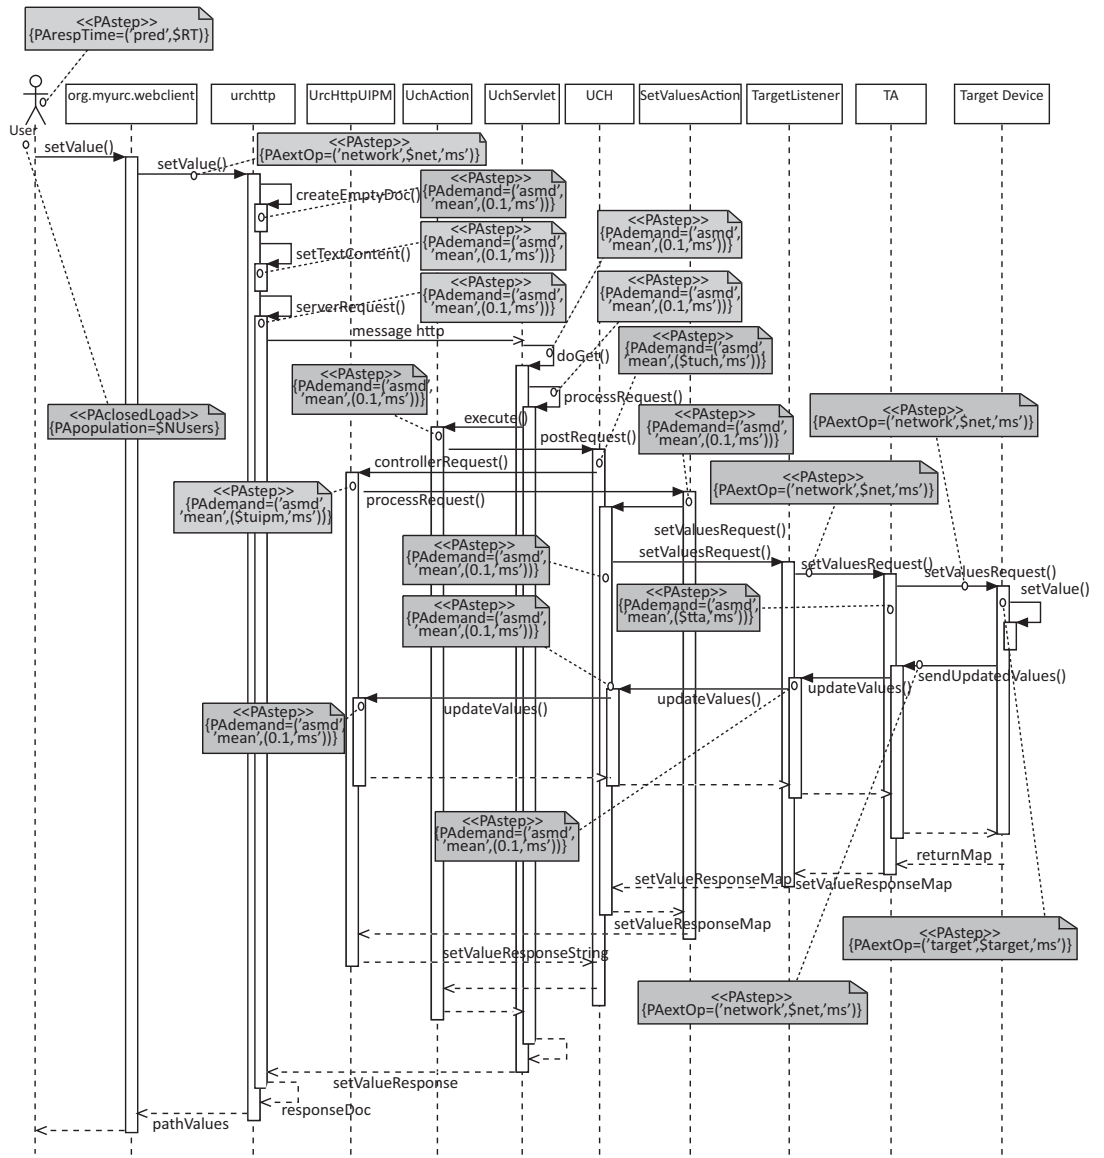 <<PAstep>>
{PArespTime=('pred',$RT)}
org.myurc.webclient
urchttp
UrcHttpUIPM
UchAction
UchServlet
UCH
SetValuesAction
TargetListener
TA
Target Device
User
setValue()
setValue()
<<PAstep>>
{PAextOp=('network',$net,'ms')}
createEmptyDoc()
<<PAstep>>
{PAdemand=('asmd',
'mean',(0.1,'ms'))}
setTextContent()
<<PAstep>>
{PAdemand=('asmd',
'mean',(0.1,'ms'))}
<<PAstep>>
{PAdemand=('asmd',
'mean',(0.1,'ms'))}
serverRequest()
<<PAstep>>
{PAdemand=('asmd',
'mean',(0.1,'ms'))}
<<PAstep>>
{PAdemand=('asmd',
'mean',(0.1,'ms'))}
message http
doGet()
<<PAstep>>
{PAdemand=('asmd',
'mean',($tuch,'ms'))}
<<PAstep>>
{PAdemand=('asmd',
'mean',(0.1,'ms'))}
processRequest()
<<PAclosedLoad>>
{PApopulation=$NUsers}
execute()
postRequest()
<<PAstep>>
{PAdemand=('asmd',
'mean',(0.1,'ms'))}
<<PAstep>>
{PAextOp=('network',$net,'ms')}
controllerRequest()
<<PAstep>>
{PAextOp=('network',$net,'ms')}
<<PAstep>>
{PAdemand=('asmd',
'mean',($tuipm,'ms'))}
processRequest()
setValuesRequest()
setValuesRequest()
setValuesRequest()
setValuesRequest()
setValue()
<<PAstep>>
{PAdemand=('asmd',
'mean',(0.1,'ms'))}
<<PAstep>>
{PAdemand=('asmd',
'mean',($tta,'ms'))}
<<PAstep>>
{PAdemand=('asmd',
'mean',(0.1,'ms'))}
sendUpdatedValues()
updateValues()
updateValues()
updateValues()
<<PAstep>>
{PAdemand=('asmd',
'mean',(0.1,'ms'))}
<<PAstep>>
{PAdemand=('asmd',
'mean',(0.1,'ms'))}
returnMap
setValueResponseMap
setValueResponseMap
setValueResponseMap
<<PAstep>>
{PAextOp=('target',$target,'ms')}
setValueResponseString
<<PAstep>>
{PAextOp=('network',$net,'ms')}
setValueResponse
responseDoc
pathValues